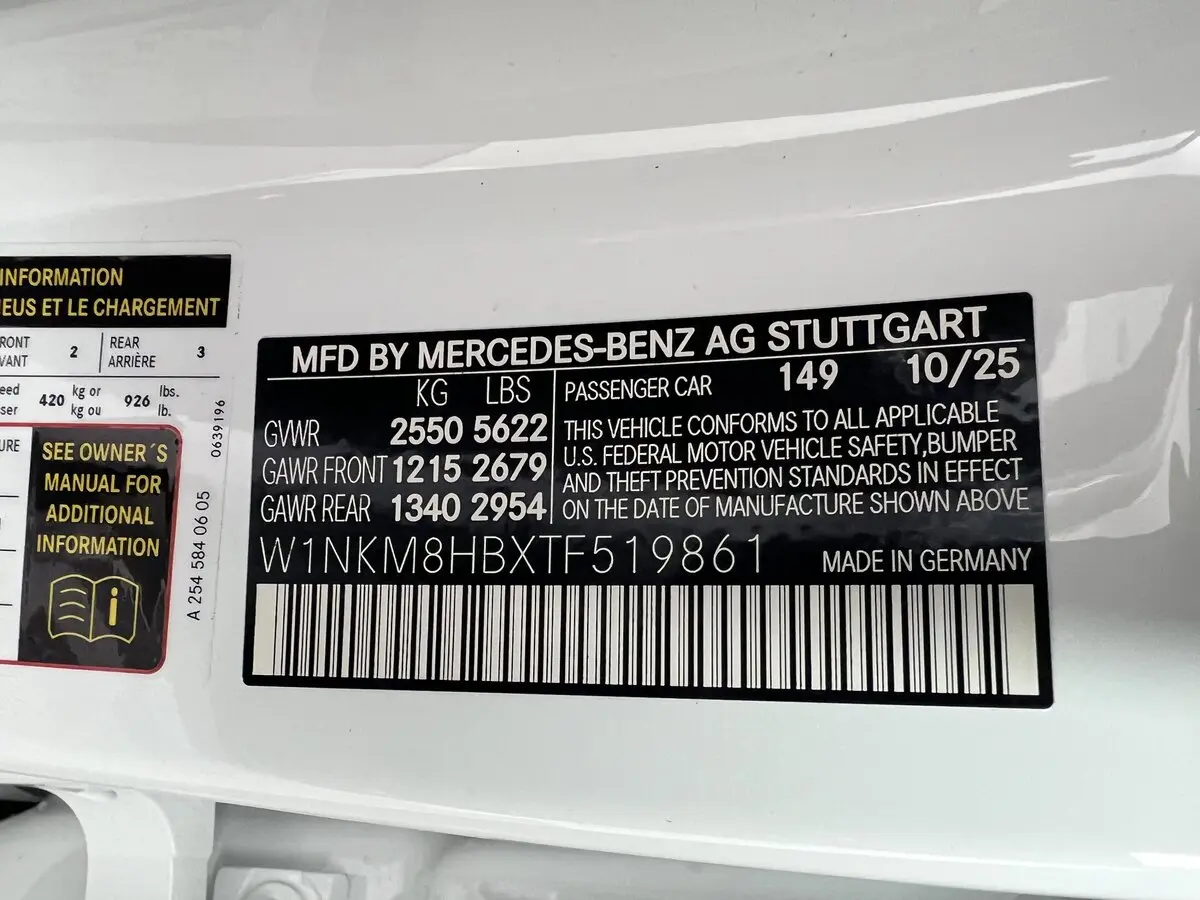 INFORMATION
EUS ET LE CHARGEMENT
RONT
VANT
2
REAR
ARRIÈRE
3
eed
ser
420
kg or
kg ou
926
lbs.
lb.
URE
SEE OWNER´S
MANUAL FOR
ADDITIONAL
INFORMATION
i
0639196
A 254 584 06 05
MFD BY MERCEDES-BENZ AG STUTTGART
KG LBS
GVWR 2550 5622
GAWR FRONT 1215 2679
GAWR REAR 1340 2954
PASSENGER CAR 149 10/25
THIS VEHICLE CONFORMS TO ALL APPLICABLE
U.S. FEDERAL MOTOR VEHICLE SAFETY,BUMPER
AND THEFT PREVENTION STANDARDS IN EFFECT
ON THE DATE OF MANUFACTURE SHOWN ABOVE
W1NKM8HBXTF519861
MADE IN GERMANY